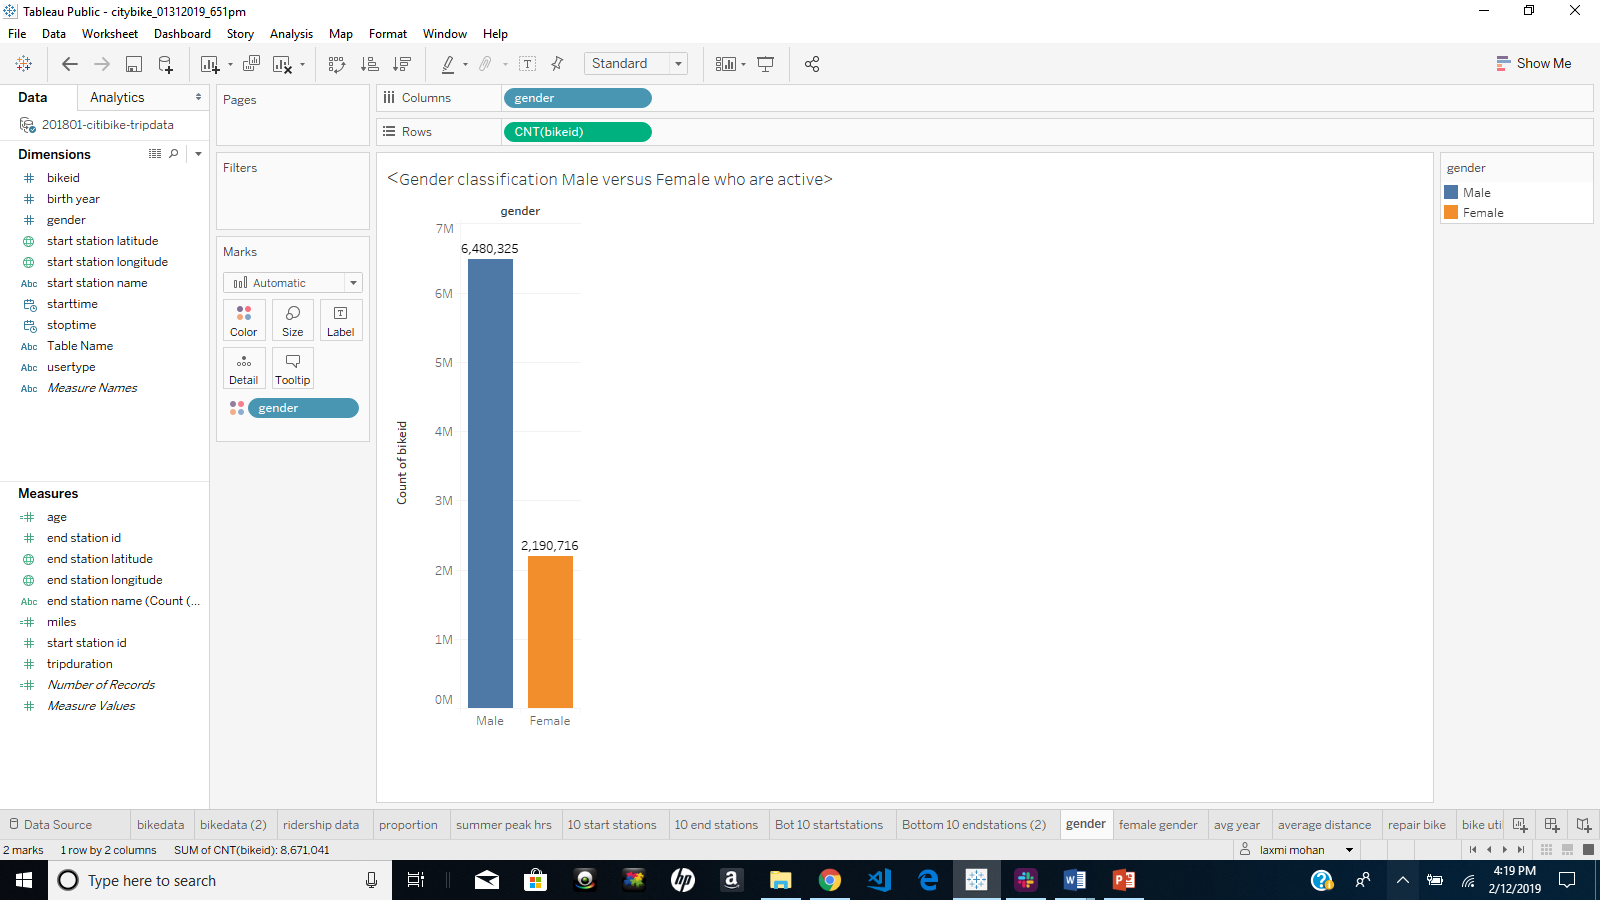 Tableau Public - citybike_01312019_651pm
File Data Worksheet Dashboard Story Analysis Map Format Window Help
Standard
Show Me
Data
Analytics
201801-citibike-tripdata
Dimensions
bikeid
birth year
gender
start station latitude
start station longitude
Abc start station name
starttime
stoptime
Abc Table Name
Abc usertype
Abc Measure Names
Measures
age
end station id
end station latitude
end station longitude
Abc end station name (Count (...
miles
start station id
tripduration
Number of Records
Measure Values
Pages
Filters
Marks
Automatic
Color Size Label
Detail Tooltip
gender
Columns gender
Rows CNT(bikeid)
<Gender classification Male versus Female who are active>
gender
7M
6,480,325
6M
5M
4M
Count of bikeid
3M
2,190,716
2M
1M
0M
Male Female
gender
Male
Female
Data Source bikedata bikedata (2) ridership data proportion summer peak hrs 10 start stations 10 end stations Bot 10 startstations Bottom 10 endstations (2) gender female gender avg year average distance repair bike bike uti
2 marks 1 row by 2 columns SUM of CNT(bikeid): 8,671,041
laxmi mohan
Type here to search
4:19 PM
2/12/2019